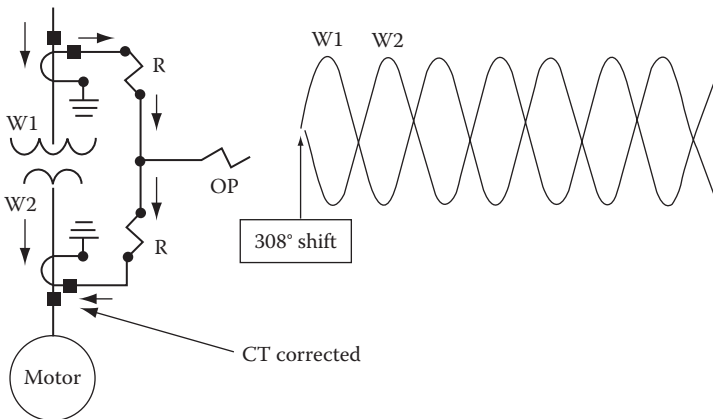 W1 W2
R
W1
OP
W2
308° shift
R
CT corrected
Motor